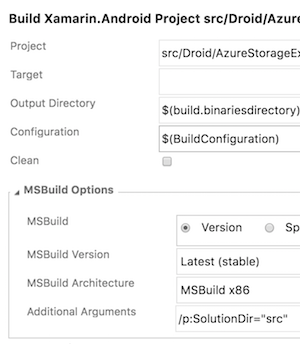 Build Xamarin.Android Project src/Droid/Azure
Project src/Droid/AzureStorageEx
Target
Output Directory $(build.binariesdirectory)
Configuration $(BuildConfiguration)
Clean
MSBuild Options
MSBuild Version Sp
MSBuild Version Latest (stable)
MSBuild Architecture MSBuild x86
Additional Arguments /p:SolutionDir="src"